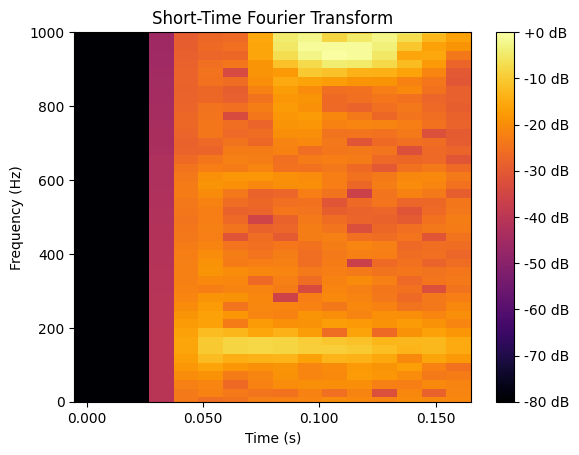 Short-Time Fourier Transform
1000
800
600
400
200
0
Frequency (Hz)
0.000
0.050
0.100
0.150
Time (s)
+0 dB
-10 dB
-20 dB
-30 dB
-40 dB
-50 dB
-60 dB
-70 dB
-80 dB